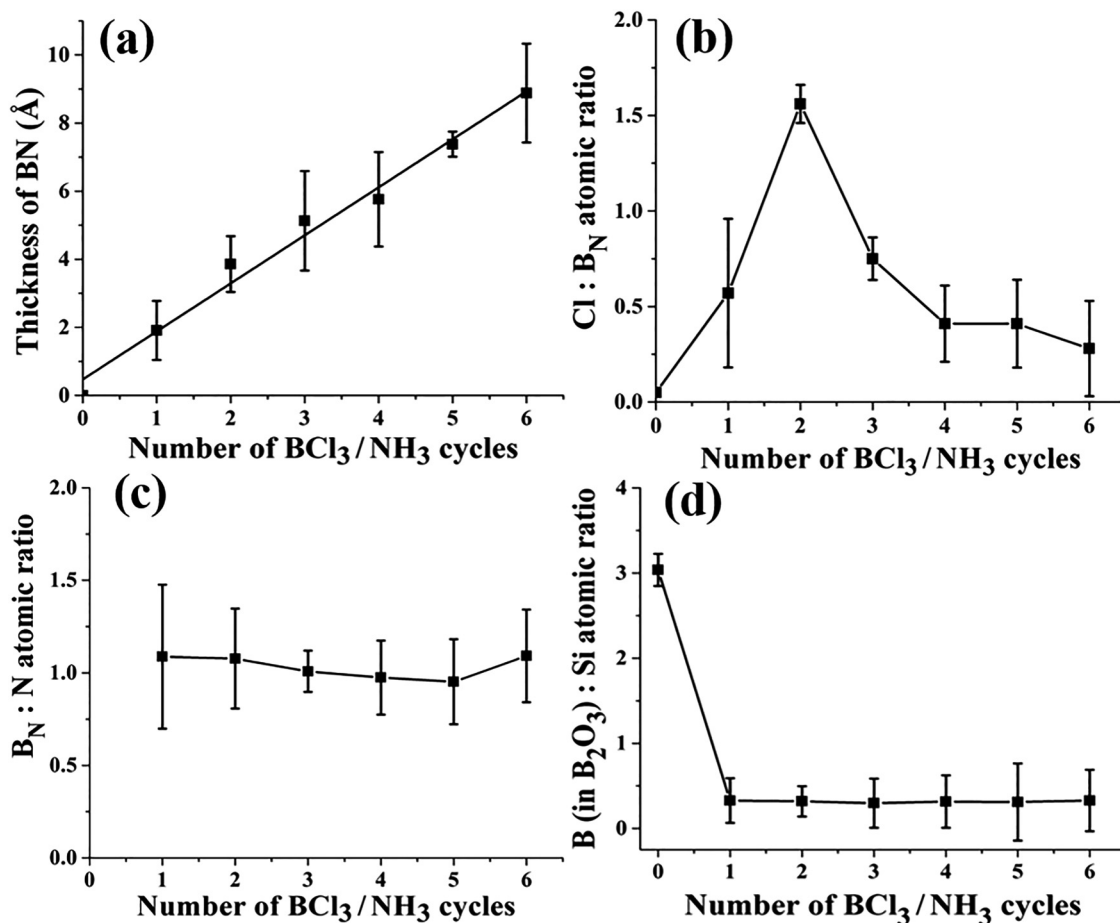 (a)
Thickness of BN (Å)
10
8
6
4
2
0
0 1 2 3 4 5 6
Number of BCl₃ / NH₃ cycles
(b)
Cl : B_N atomic ratio
2.0
1.5
1.0
0.5
0.0
0 1 2 3 4 5 6
Number of BCl₃ / NH₃ cycles
(c)
B_N : N atomic ratio
2.0
1.5
1.0
0.5
0.0
0 1 2 3 4 5 6
Number of BCl₃ / NH₃ cycles
(d)
B (in B₂O₃) : Si atomic ratio
4
3
2
1
0
0 1 2 3 4 5 6
Number of BCl₃ / NH₃ cycles